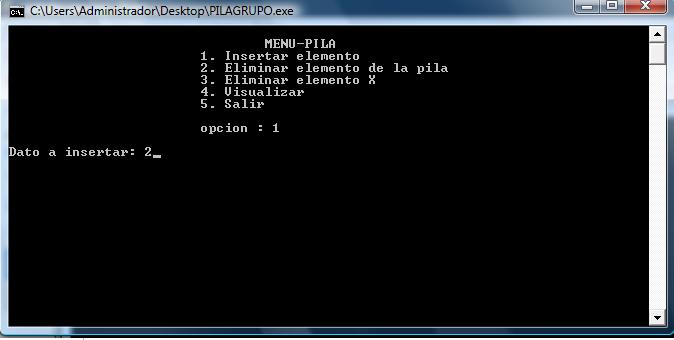 C:\Users\Administrador\Desktop\PILAGRUPO.exe
MENU-PILA
1. Insertar elemento
2. Eliminar elemento de la pila
3. Eliminar elemento X
4. Visualizar
5. Salir
opcion : 1
Dato a insertar: 2_